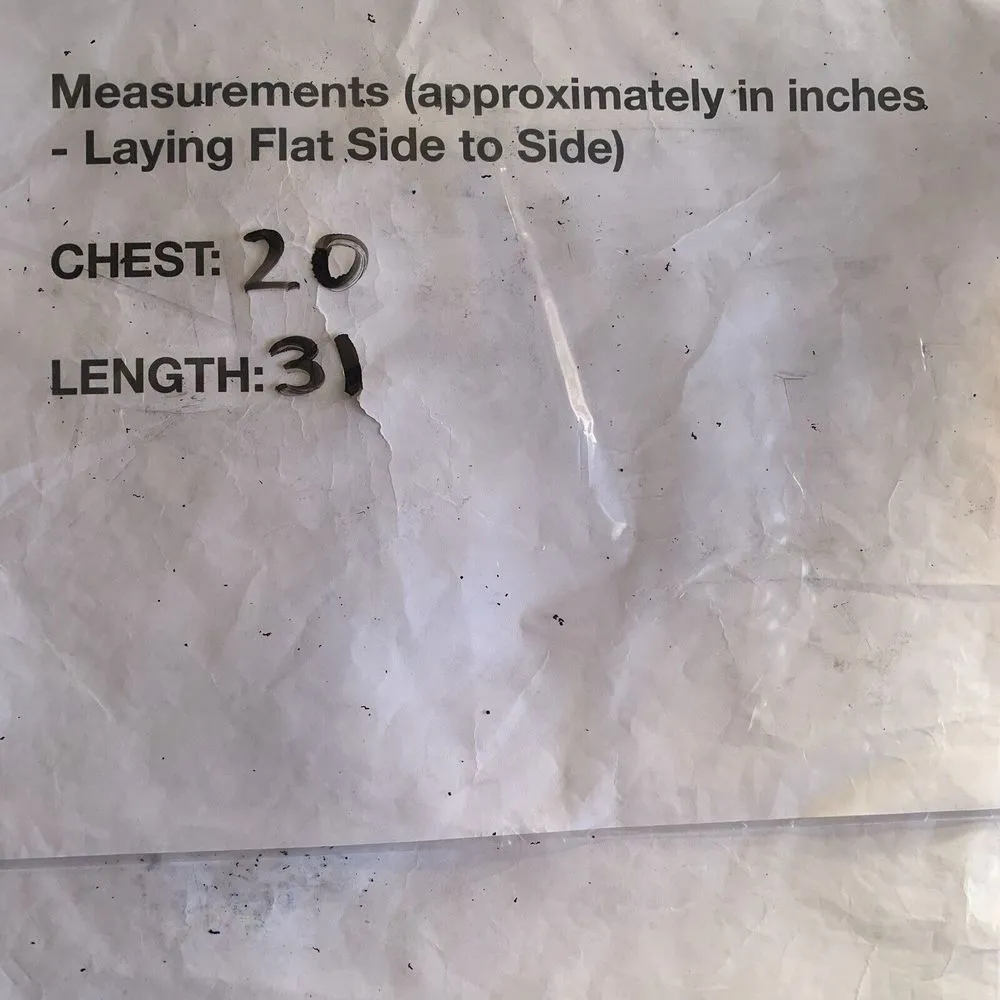 Measurements (approximately in inches
- Laying Flat Side to Side)
CHEST: 20
LENGTH: 31